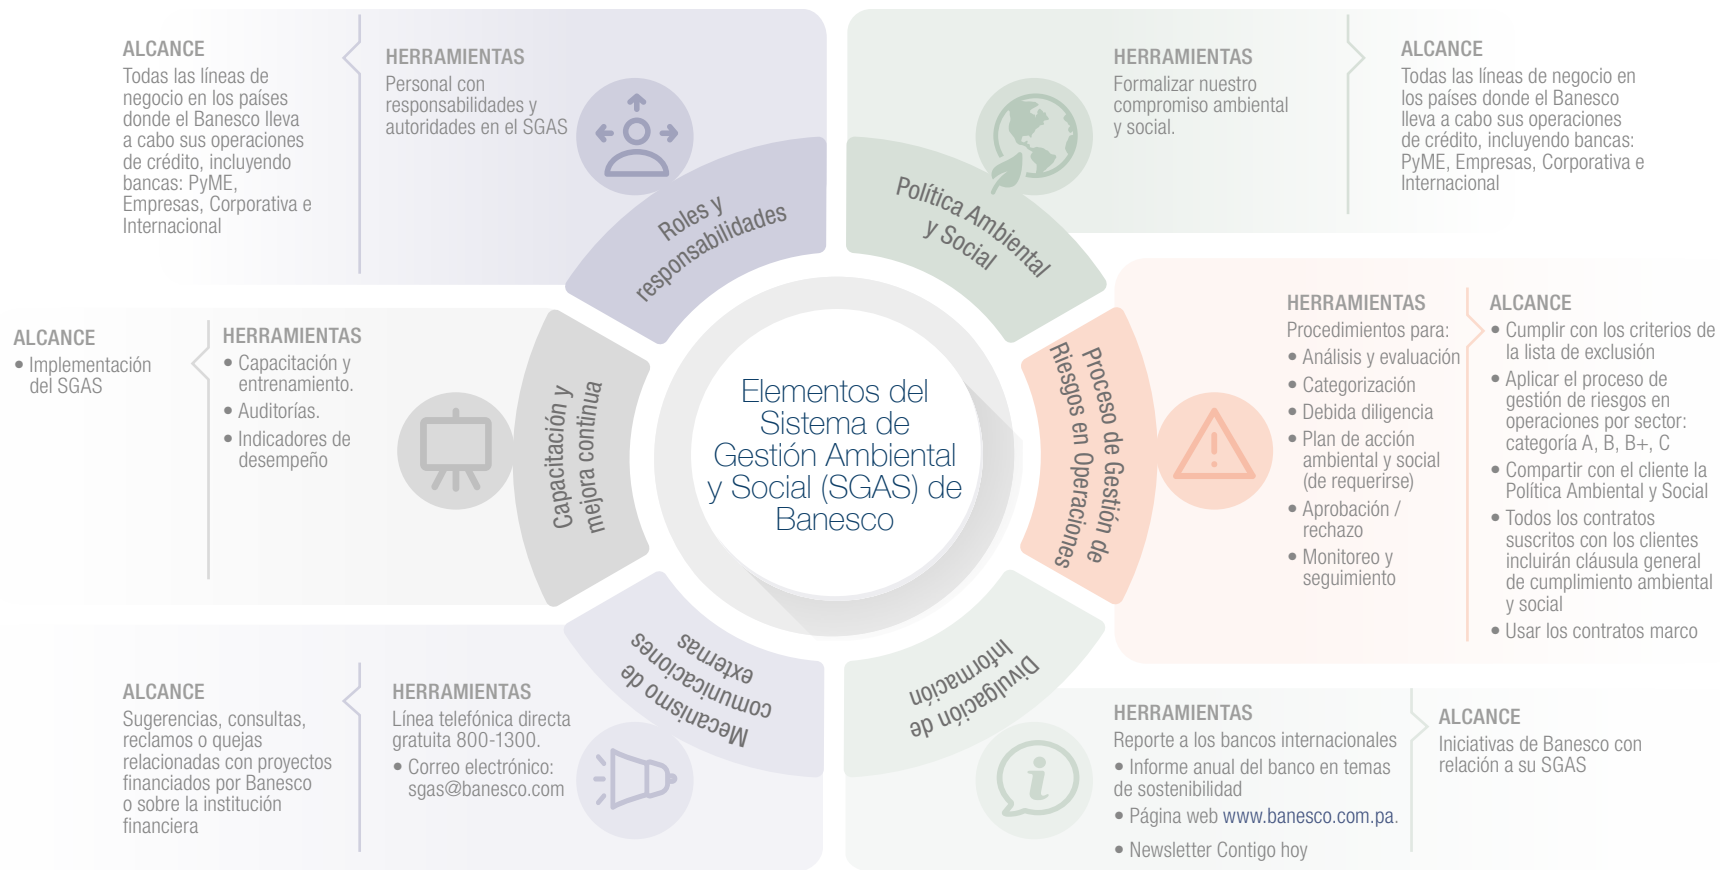 ALCANCE
Todas las líneas de
negocio en los países
donde el Banesco lleva
a cabo sus operaciones
de crédito, incluyendo
bancas: PyME,
Empresas, Corporativa e
Internacional
HERRAMIENTAS
Personal con
responsabilidades y
autoridades en el SGAS
Roles y
responsabilidades
Política Ambiental
y Social
HERRAMIENTAS
Formalizar nuestro
compromiso ambiental
y social.
ALCANCE
Todas las líneas de negocio en
los países donde el Banesco
lleva a cabo sus operaciones
de crédito, incluyendo bancas:
PyME, Empresas, Corporativa e
Internacional
ALCANCE
• Implementación
del SGAS
HERRAMIENTAS
• Capacitación y
entrenamiento.
• Auditorías.
• Indicadores de
desempeño
Capacitación y
mejora continua
Elementos del
Sistema de
Gestión Ambiental
y Social (SGAS) de
Banesco
Proceso de Gestión de
Riesgos en Operaciones
HERRAMIENTAS
Procedimientos para:
• Análisis y evaluación
• Categorización
• Debida diligencia
• Plan de acción
ambiental y social
(de requerirse)
• Aprobación /
rechazo
• Monitoreo y
seguimiento
ALCANCE
• Cumplir con los criterios de
la lista de exclusión
• Aplicar el proceso de
gestión de riesgos en
operaciones por sector:
categoría A, B, B+, C
• Compartir con el cliente la
Política Ambiental y Social
• Todos los contratos
suscritos con los clientes
incluirán cláusula general
de cumplimiento ambiental
y social
• Usar los contratos marco
ALCANCE
Sugerencias, consultas,
reclamos o quejas
relacionadas con proyectos
financiados por Banesco
o sobre la institución
financiera
HERRAMIENTAS
Línea telefónica directa
gratuita 800-1300.
• Correo electrónico:
sgas@banesco.com
Mecanismo de
comunicaciones
externas
Divulgación de
Información
HERRAMIENTAS
Reporte a los bancos internacionales
• Informe anual del banco en temas
de sostenibilidad
• Página web www.banesco.com.pa.
• Newsletter Contigo hoy
ALCANCE
Iniciativas de Banesco con
relación a su SGAS